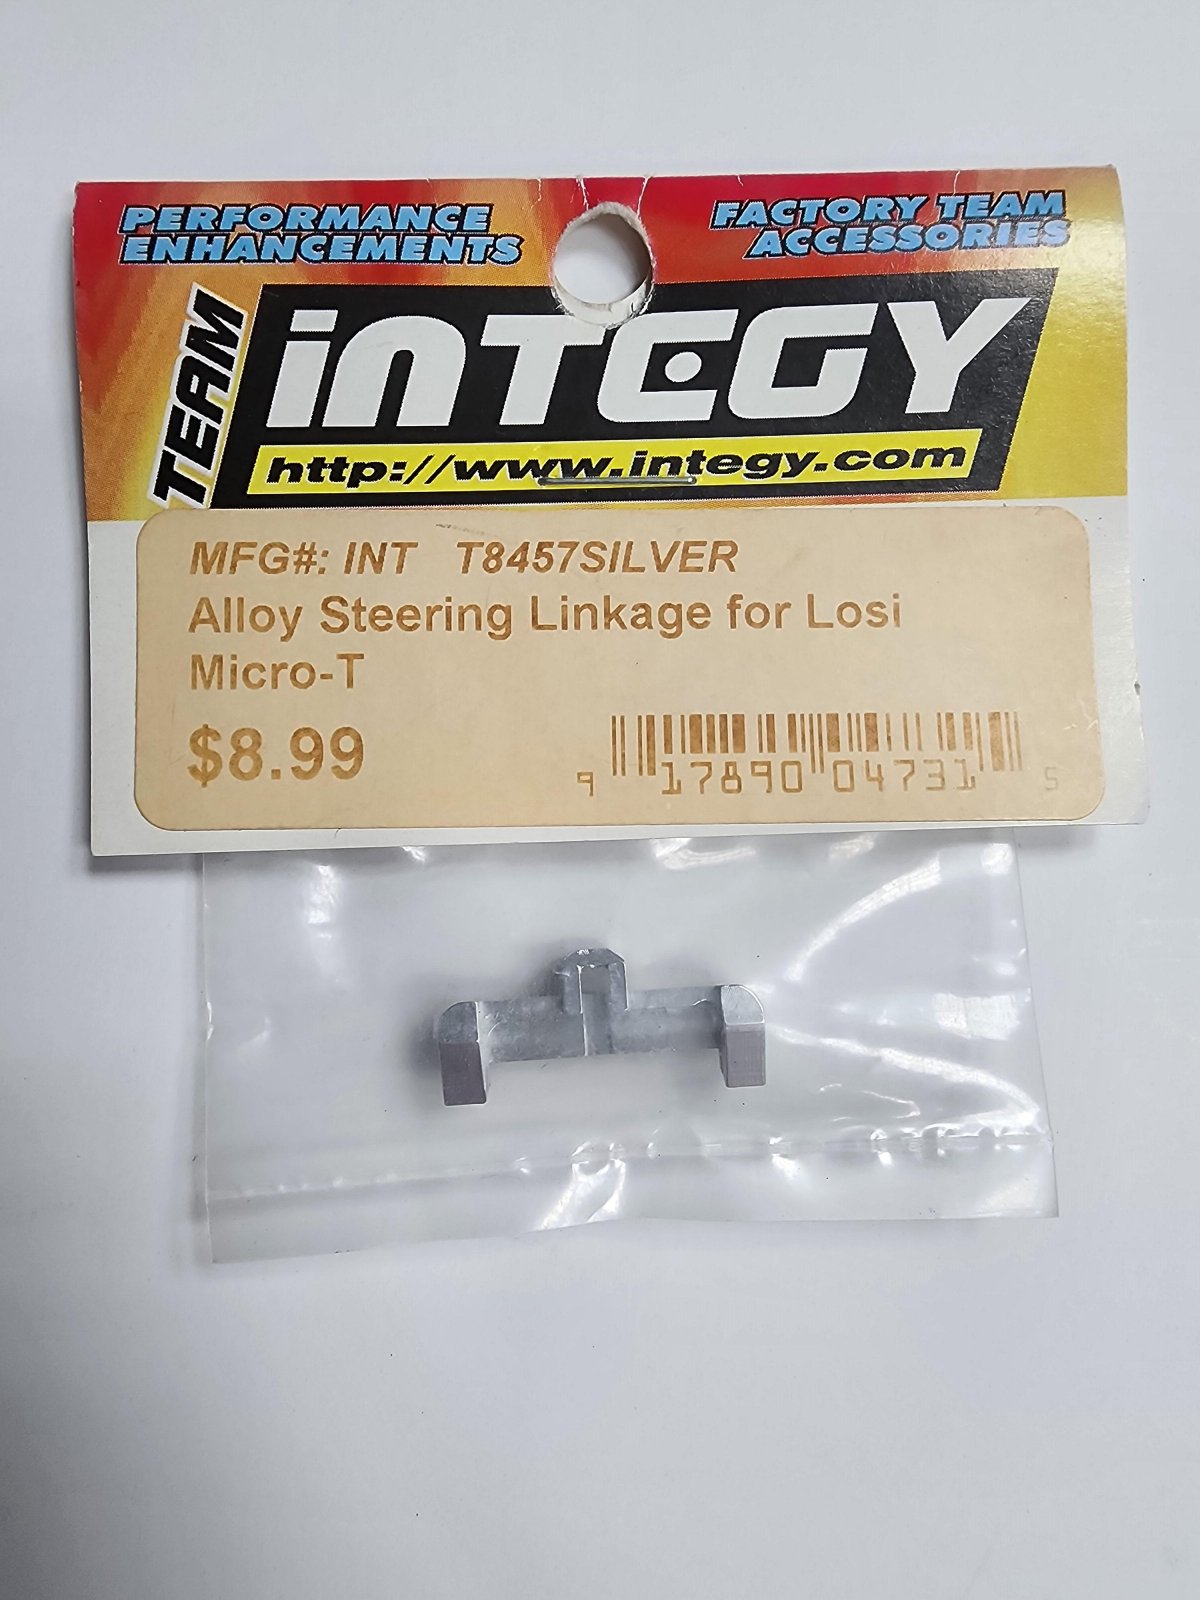 PERFORMANCE
ENHANCEMENTS
FACTORY TEAM
ACCESSORIES
TEAM
iNTEGY
http://www.integy.com
MFG#: INT T8457SILVER
Alloy Steering Linkage for Losi
Micro-T
$8.99
9 17890 04731 5